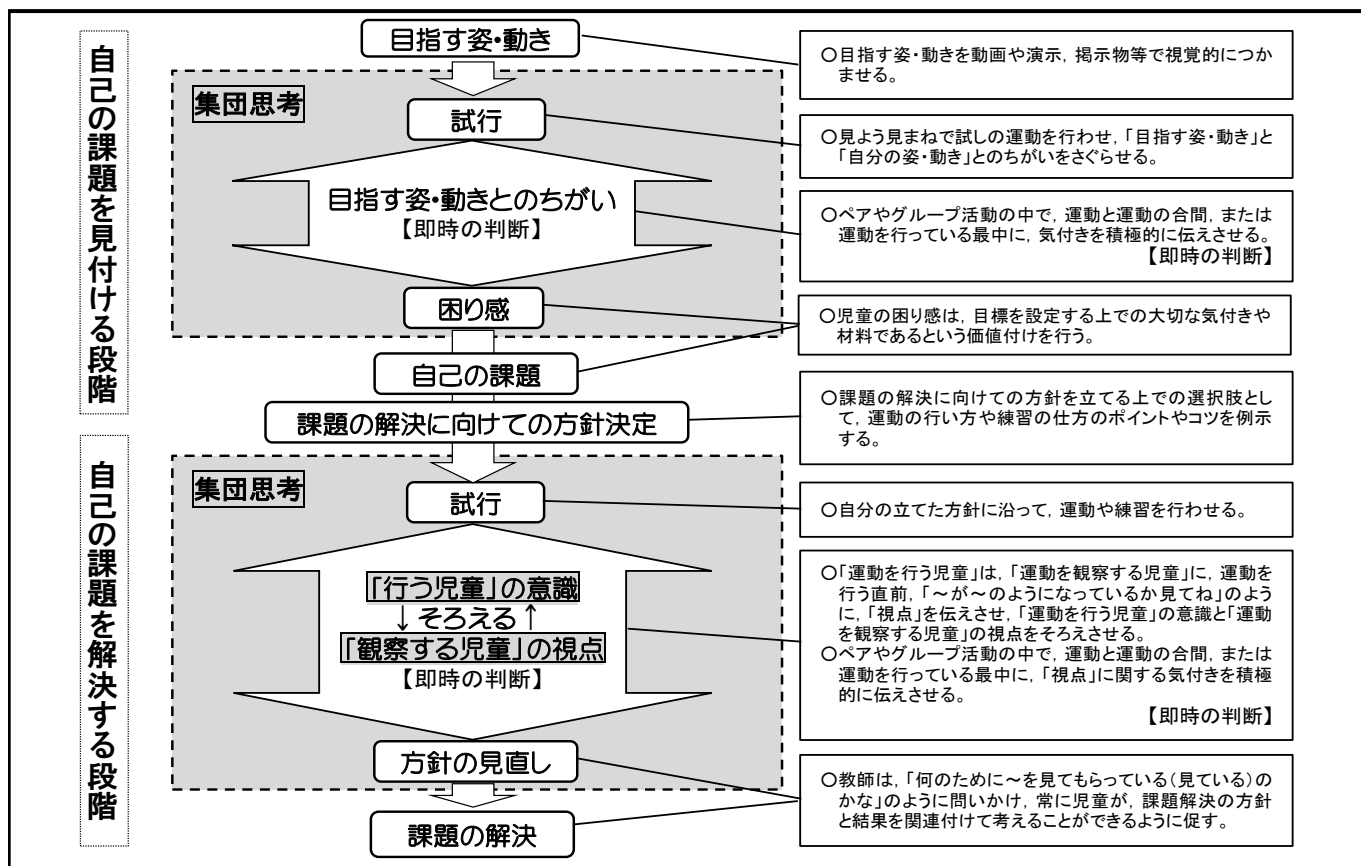 自己の課題を見付ける段階
目指す姿・動き
○目指す姿・動きを動画や演示，掲示物等で視覚的につか
ませる。
集団思考
試行
○見よう見まねで試しの運動を行わせ，「目指す姿・動き」と
「自分の姿・動き」とのちがいをさぐらせる。
目指す姿・動きとのちがい
【即時の判断】
○ペアやグループ活動の中で，運動と運動の合間，または
運動を行っている最中に，気付きを積極的に伝えさせる。
【即時の判断】
困り感
○児童の困り感は，目標を設定する上での大切な気付きや
材料であるという価値付けを行う。
自己の課題
課題の解決に向けての方針決定
○課題の解決に向けての方針を立てる上での選択肢とし
て，運動の行い方や練習の仕方のポイントやコツを例示
する。
自己の課題を解決する段階
集団思考
試行
○自分の立てた方針に沿って，運動や練習を行わせる。
「行う児童」の意識
↓そろえる↑
「観察する児童」の視点
【即時の判断】
○「運動を行う児童」は，「運動を観察する児童」に，運動を
行う直前，「～が～のようになっているか見てね」のよう
に，「視点」を伝えさせ，「運動を行う児童」の意識と「運動
を観察する児童」の視点をそろえさせる。
○ペアやグループ活動の中で，運動と運動の合間，または
運動を行っている最中に，「視点」に関する気付きを積極
的に伝えさせる。
【即時の判断】
方針の見直し
○教師は，「何のために～を見てもらっている（見ている）の
かな」のように問いかけ，常に児童が，課題解決の方針
と結果を関連付けて考えることができるように促す。
課題の解決